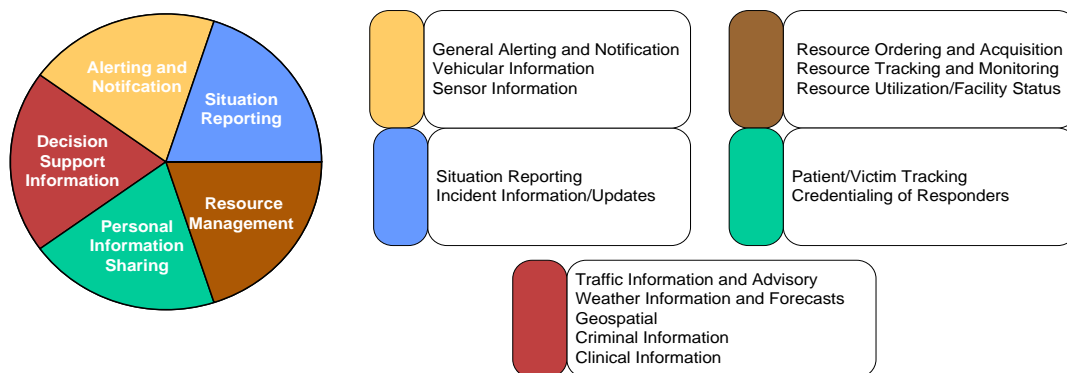 Alerting and
Notifcation
Situation
Reporting
Decision
Support
Information
Resource
Management
Personal
Information
Sharing
General Alerting and Notification
Vehicular Information
Sensor Information
Resource Ordering and Acquisition
Resource Tracking and Monitoring
Resource Utilization/Facility Status
Situation Reporting
Incident Information/Updates
Patient/Victim Tracking
Credentialing of Responders
Traffic Information and Advisory
Weather Information and Forecasts
Geospatial
Criminal Information
Clinical Information